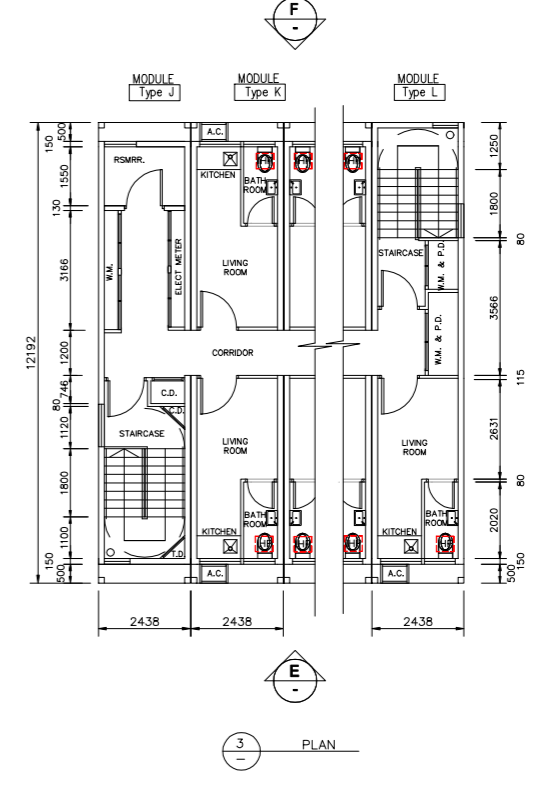 F
-
MODULE
Type J
MODULE
Type K
MODULE
Type L
A.C.
RSMRR.
KITCHEN
BATH
ROOM
W.M.
ELECT METER
LIVING
ROOM
STAIRCASE
W.M. & P.D.
W.M. & P.D.
CORRIDOR
C.D.
C.D.
STAIRCASE
LIVING
ROOM
LIVING
ROOM
BATH
ROOM
BATH
ROOM
KITCHEN
KITCHEN
T.D.
A.C.
A.C.
12192
500
150
1550
130
3166
1200
746
80
1120
1800
1100
150
500
1250
1800
80
3566
115
2631
80
2020
150
500
2438
2438
2438
E
-
3
-
PLAN